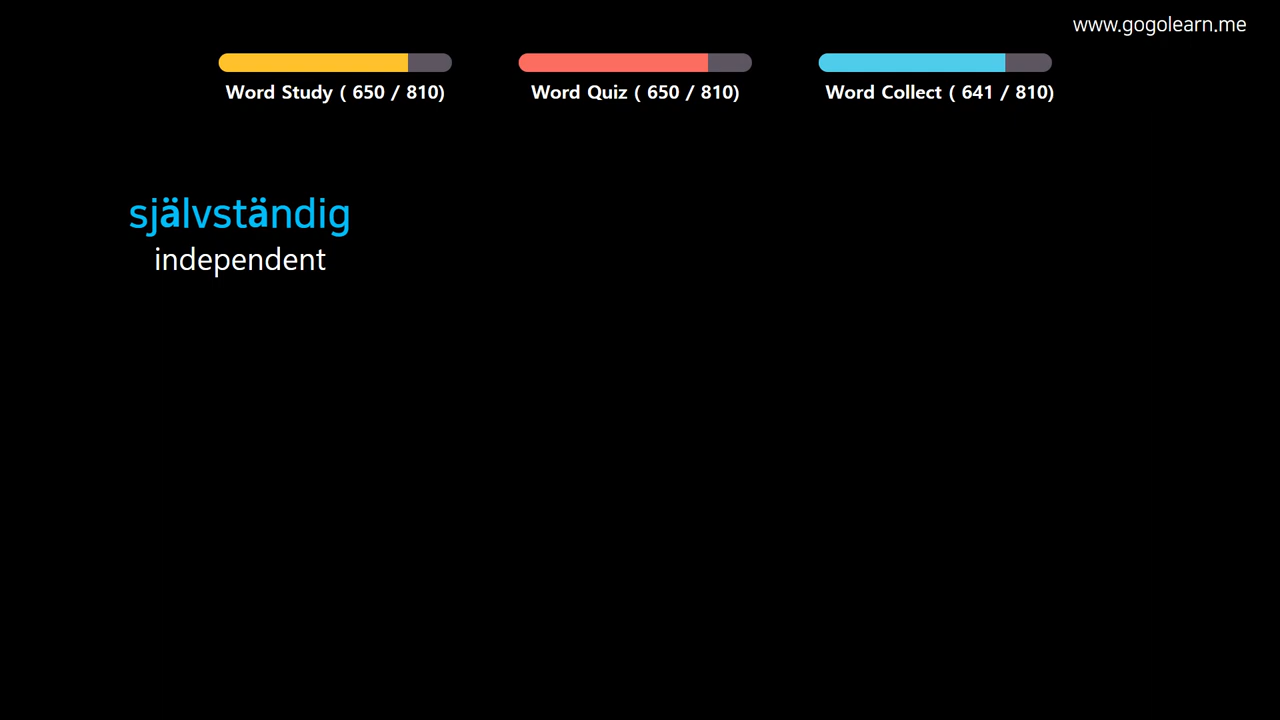 www.gogolearn.me
Word Study ( 650 / 810)
Word Quiz ( 650 / 810)
Word Collect ( 641 / 810)
självständig
independent